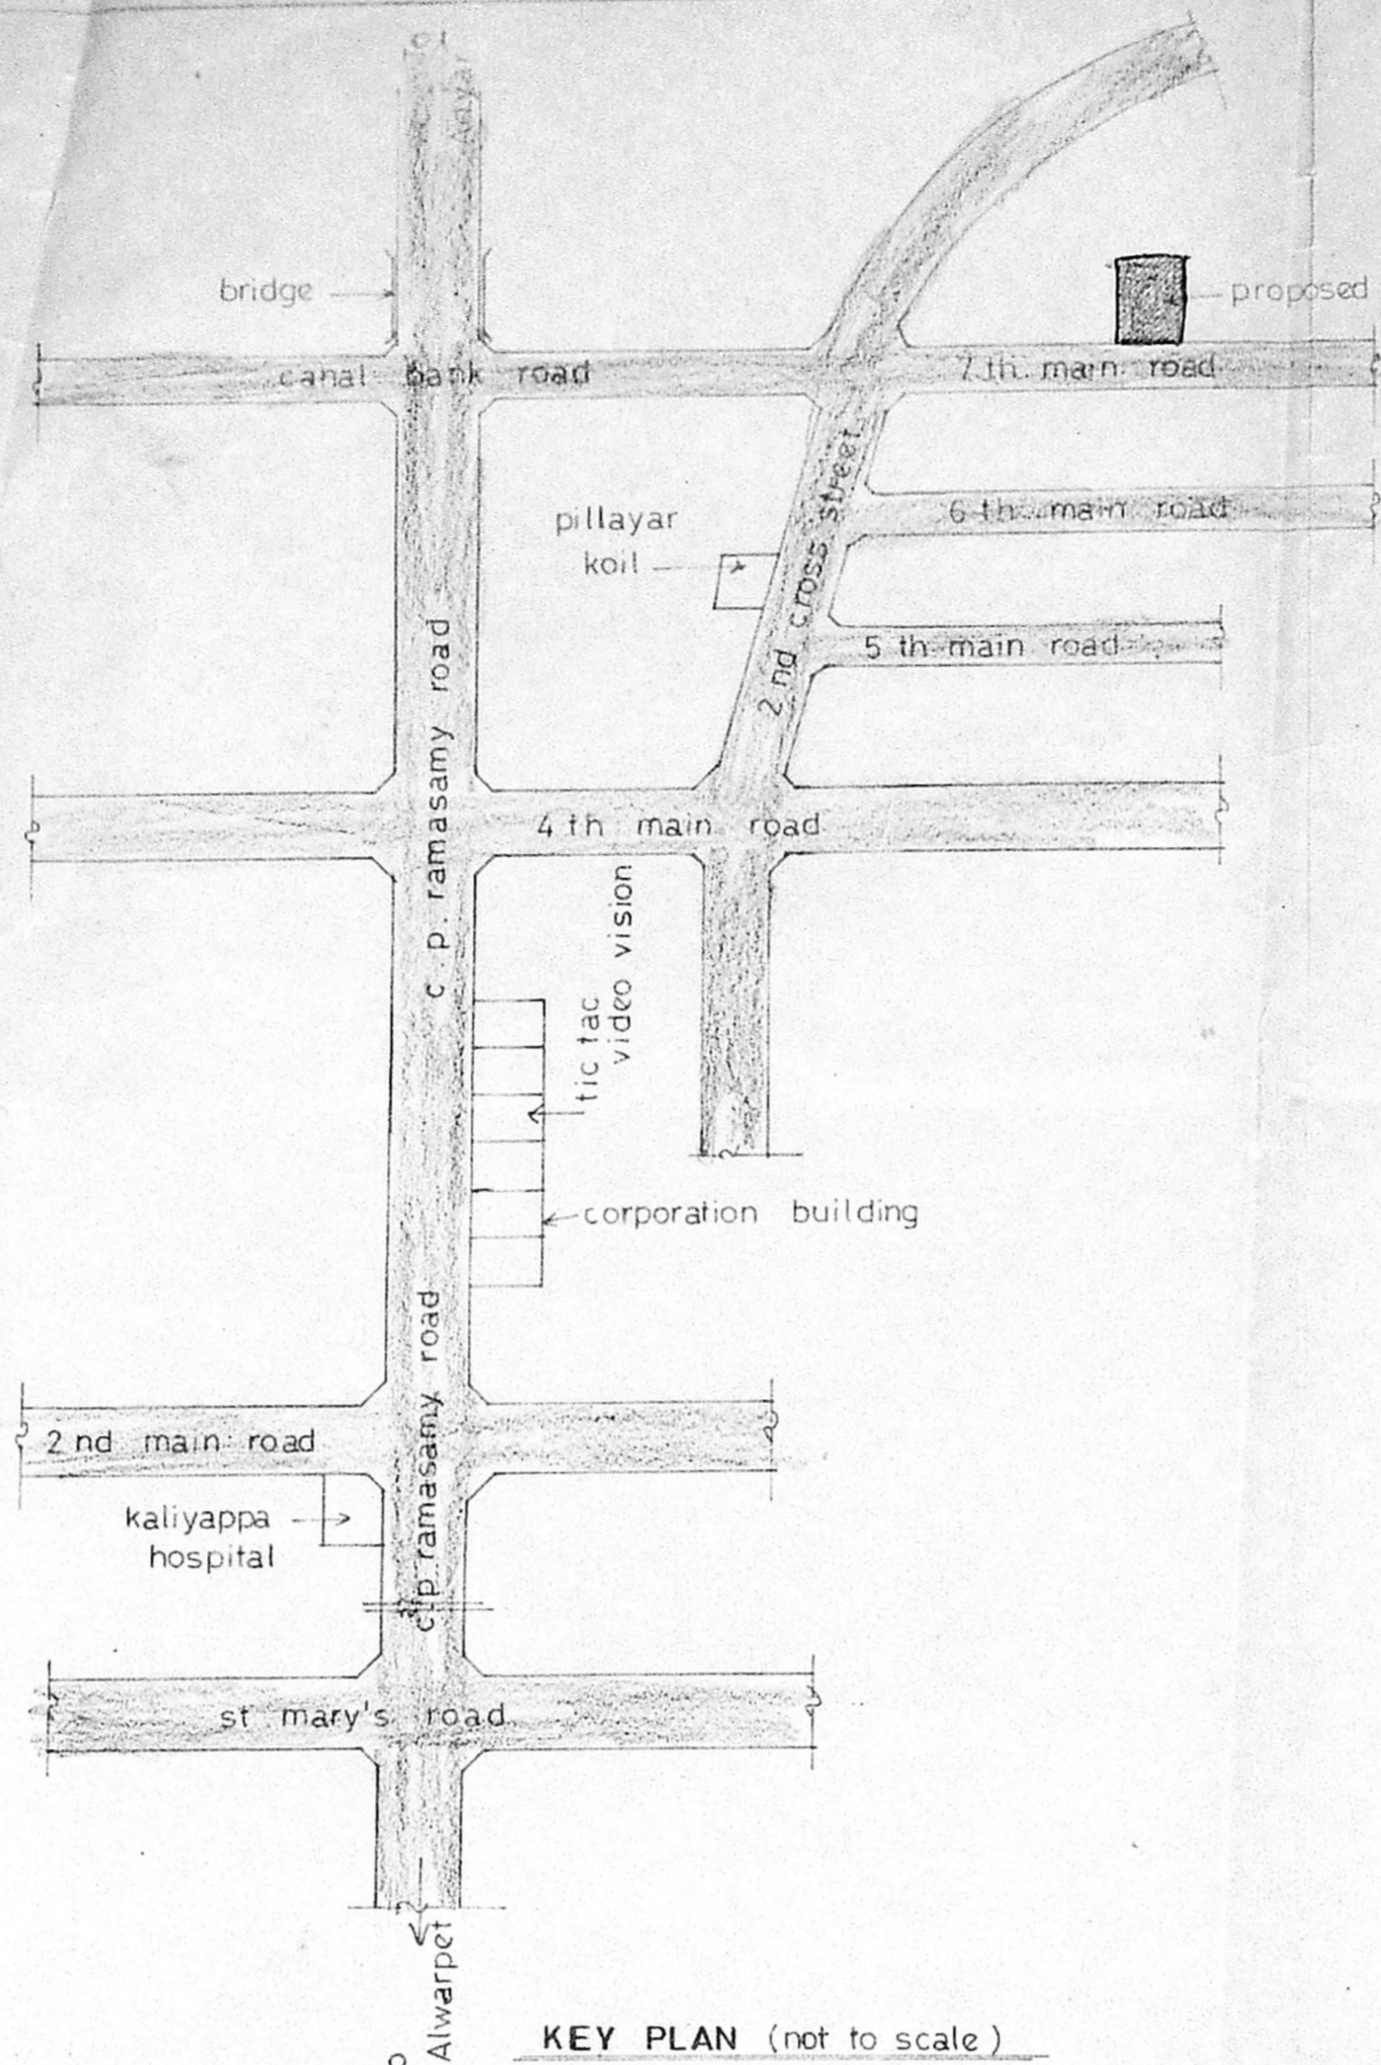 bridge
proposed
canal bank road
7 th main road
pillayar
koil
2 nd cross street
6 th main road
5 th main road
c . p . ramasamy road
4 th main road
tic tac
video vision
corporation building
c p ramasamy road
2 nd main road
kaliyappa
hospital
st mary's road
Alwarpet
KEY PLAN (not to scale)